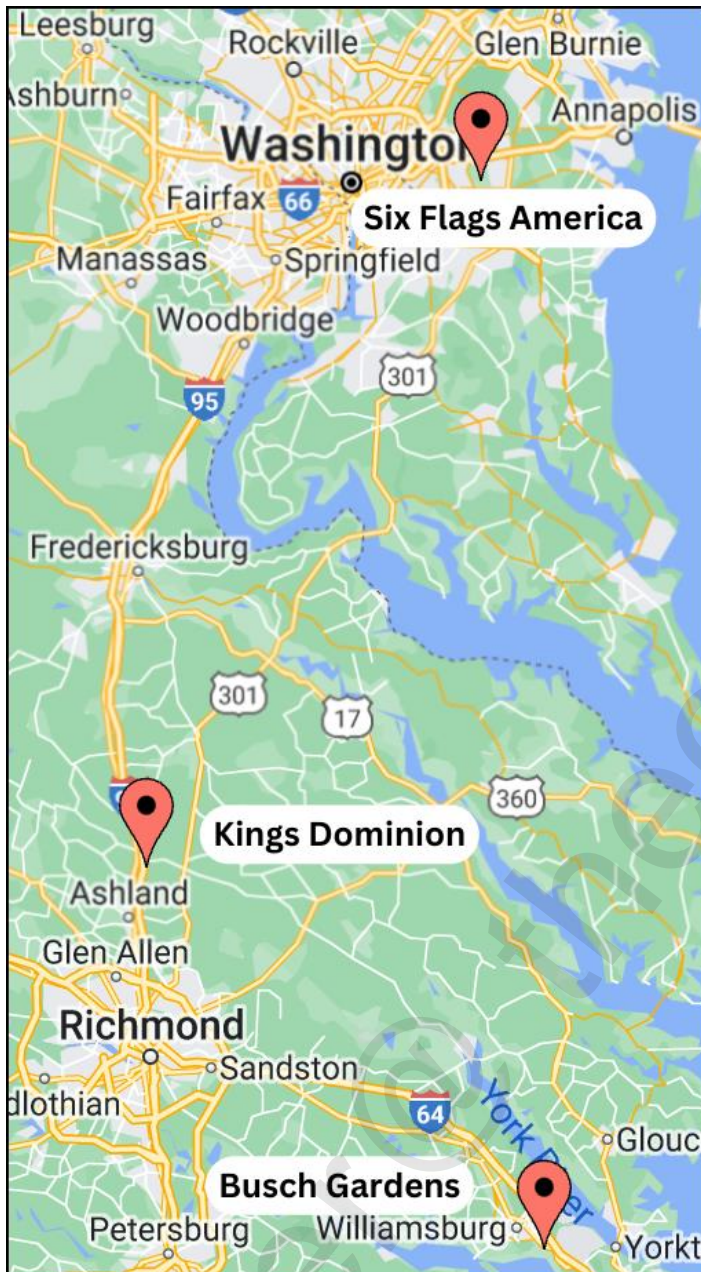 Leesburg
Rockville
Glen Burnie
Ashburn
Annapolis
Washington
66
Fairfax
Six Flags America
Manassas
Springfield
Woodbridge
301
95
Fredericksburg
301
17
360
Kings Dominion
Ashland
Glen Allen
Richmond
Sandston
dlothian
64
York River
Glouc
Busch Gardens
Williamsburg
Petersburg
Yorkt